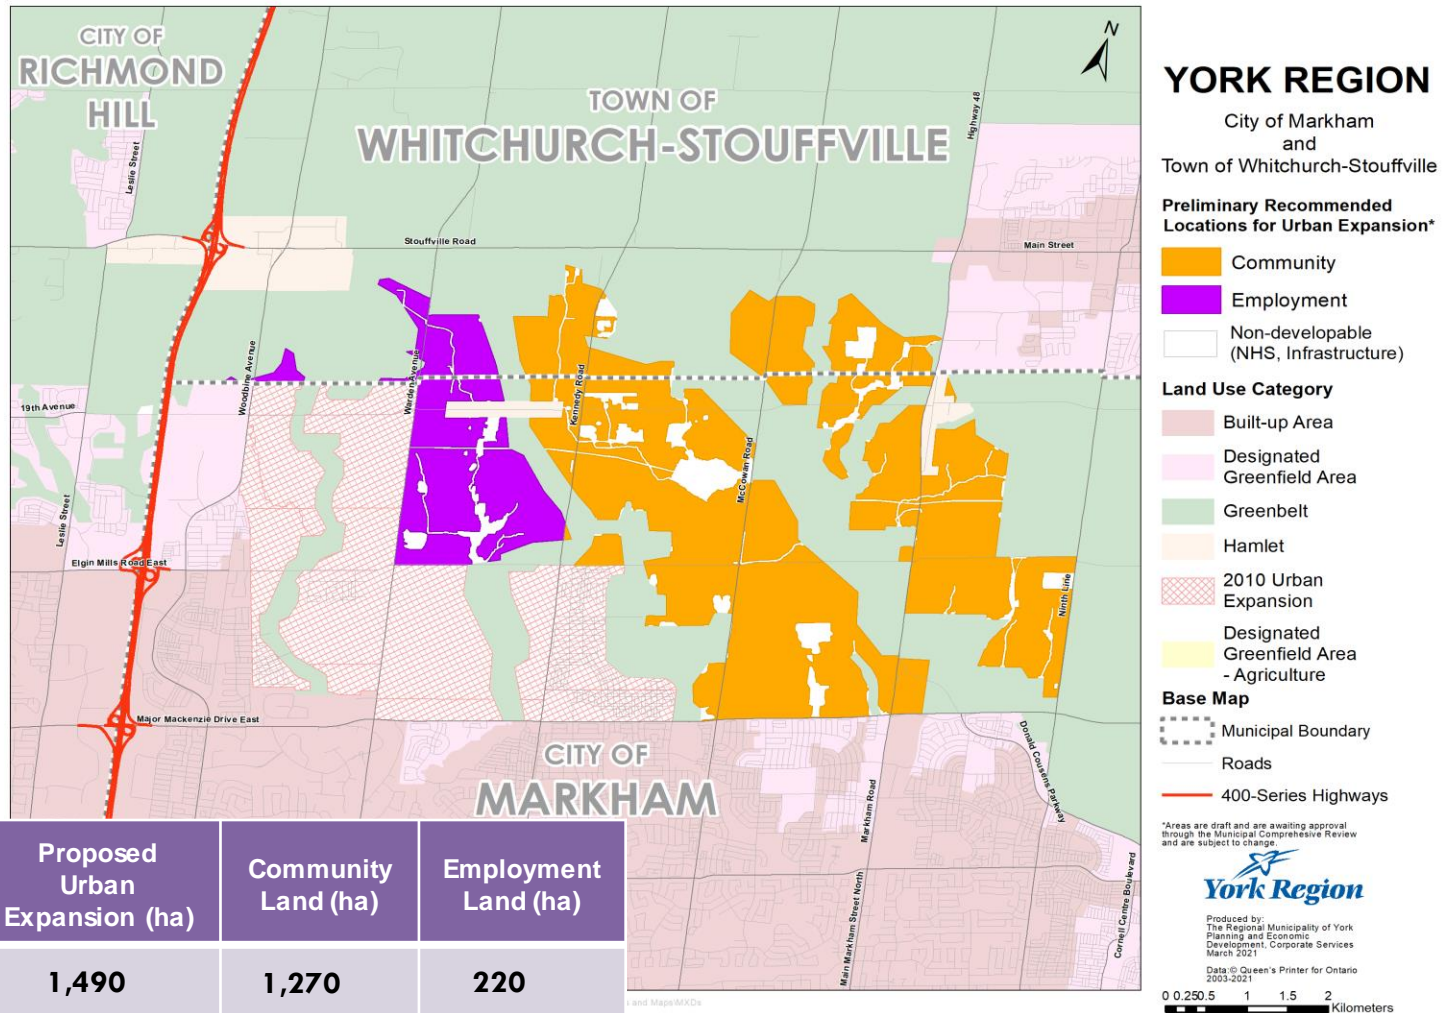 CITY OF
RICHMOND
HILL
TOWN OF
WHITCHURCH-STOUFFVILLE
N
Highway 48
Leslie Street
Stouffville Road
Main Street
Woodbine Avenue
Warden Avenue
Kennedy Road
McCowan Road
19th Avenue
Leslie Street
Elgin Mills Road East
Ninth Line
Major Mackenzie Drive East
CITY OF
MARKHAM
Donald Cousens Parkway
Markham Road
Main Markham Street North
Cornell Centre Boulevard
Proposed
Urban
Expansion (ha)
Community
Land (ha)
Employment
Land (ha)
1,490
1,270
220
and Maps\MXDs
YORK REGION
City of Markham
and
Town of Whitchurch-Stouffville
Preliminary Recommended
Locations for Urban Expansion*
Community
Employment
Non-developable
(NHS, Infrastructure)
Land Use Category
Built-up Area
Designated
Greenfield Area
Greenbelt
Hamlet
2010 Urban
Expansion
Designated
Greenfield Area
- Agriculture
Base Map
Municipal Boundary
Roads
400-Series Highways
*Areas are draft and are awaiting approval
through the Municipal Comprehesive Review
and are subject to change.
York Region
Produced by:
The Regional Municipality of York
Planning and Economic
Development, Corporate Services
March 2021
Data:© Queen's Printer for Ontario
2003-2021
0 0.25 0.5 1 1.5 2
Kilometers